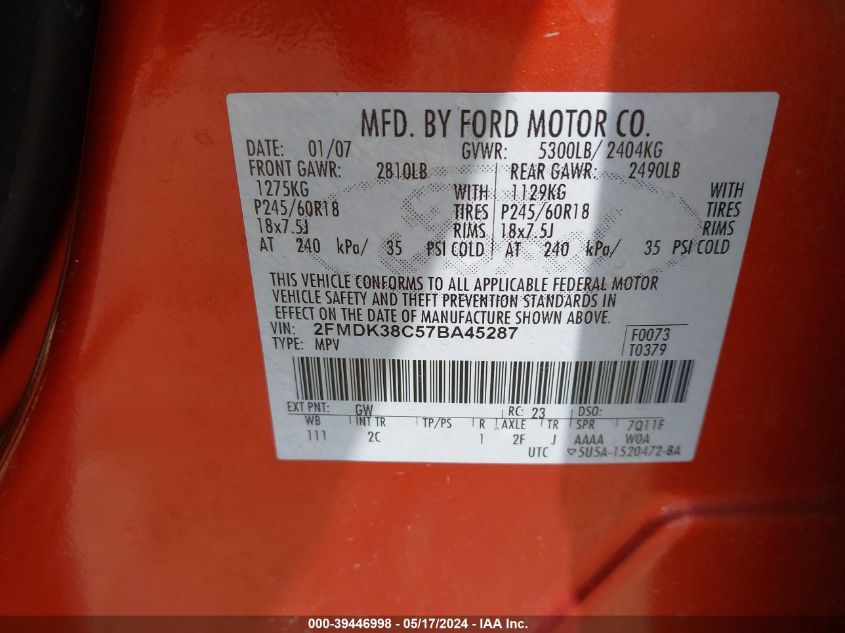 MFD. BY FORD MOTOR CO.
DATE: 01/07 GVWR: 5300LB/ 2404KG
FRONT GAWR: 2810LB REAR GAWR: 2490LB
1275KG WITH 1129KG WITH
P245/60R18 TIRES P245/60R18 TIRES
18x7.5J RIMS 18x7.5J RIMS
AT 240 kPa/ 35 PSI COLD AT 240 kPa/ 35 PSI COLD
THIS VEHICLE CONFORMS TO ALL APPLICABLE FEDERAL MOTOR
VEHICLE SAFETY AND THEFT PREVENTION STANDARDS IN
EFFECT ON THE DATE OF MANUFACTURE SHOWN ABOVE.
VIN: 2FMDK38C57BA45287 F0073
TYPE: MPV T0379
EXT PNT: GW RC: 23 DSO:
WB INT TR TP/PS R AXLE TR SPR 7Q11F
111 2C 1 2F J AAAA W0A
UTC ▽5U5A-1520472-BA
000-39446998 - 05/17/2024 - IAA, Inc.